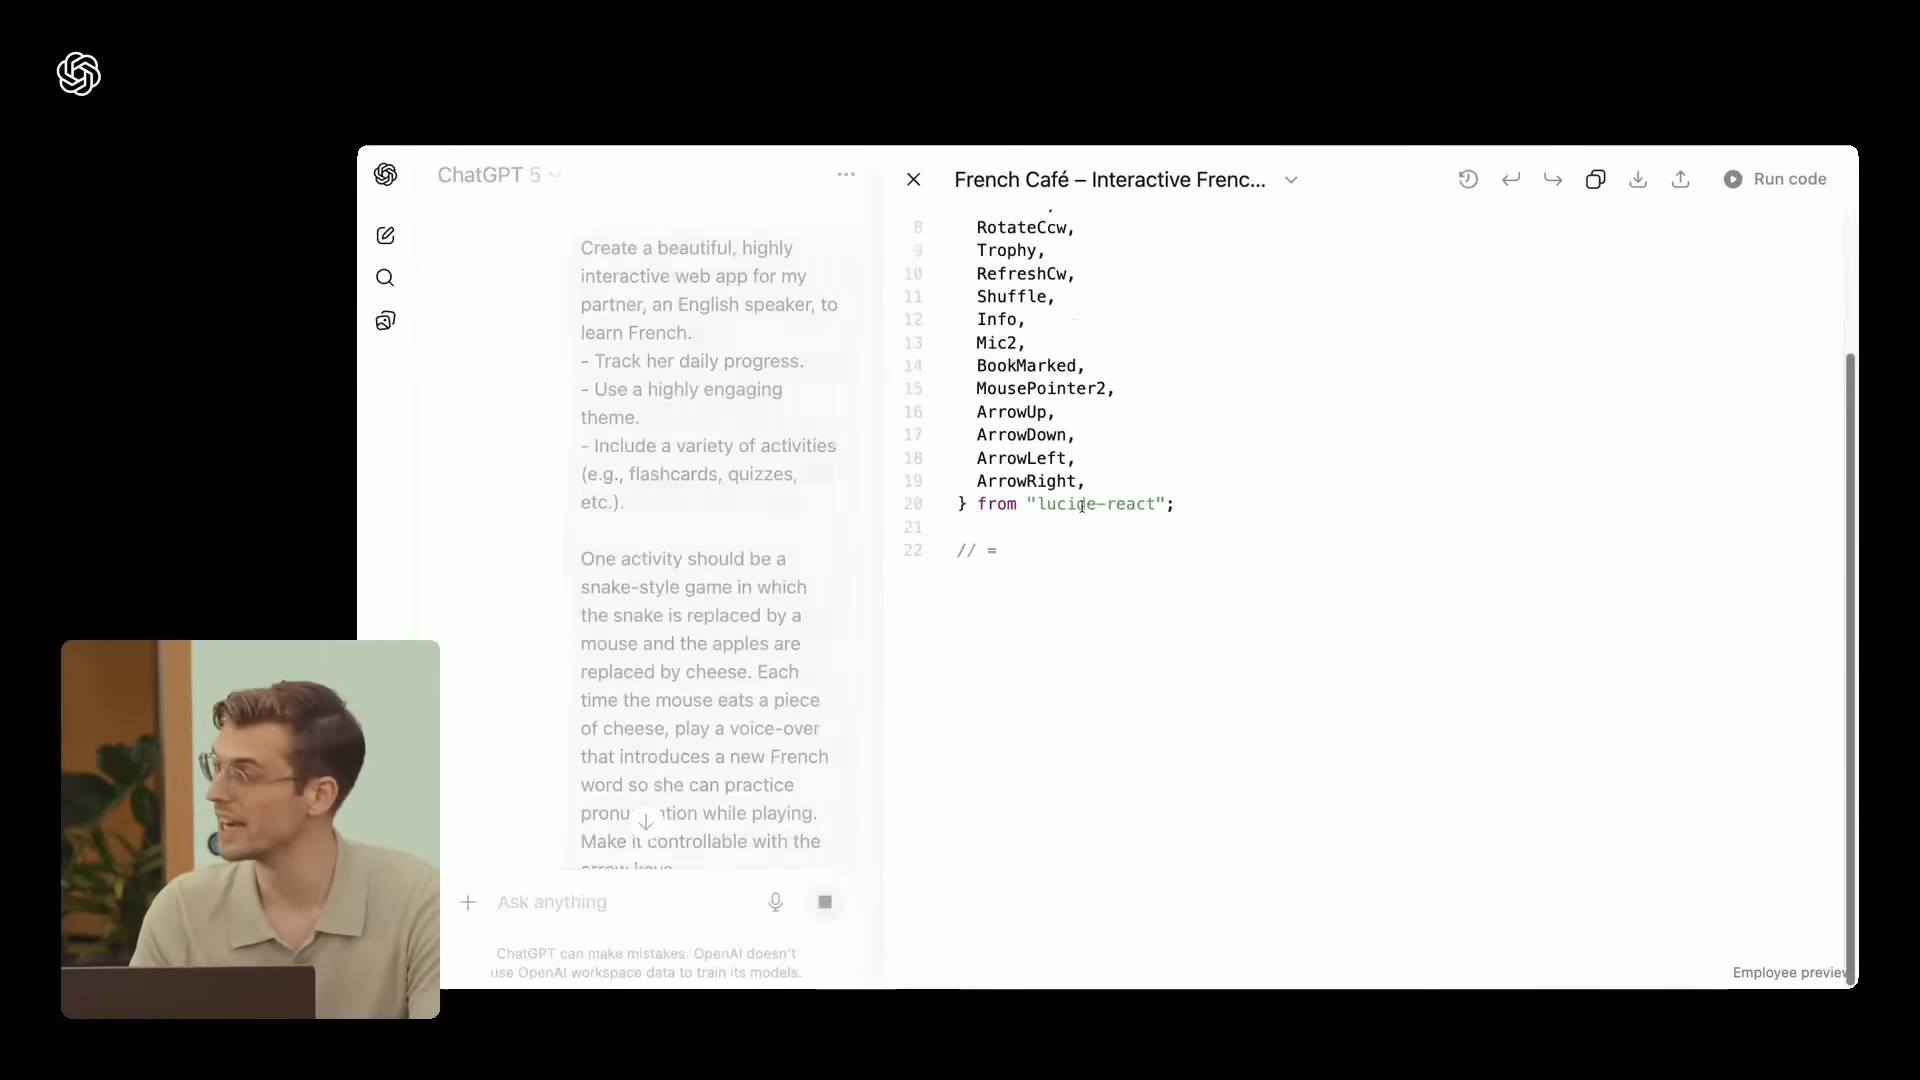 ChatGPT 5
Create a beautiful, highly
interactive web app for my
partner, an English speaker, to
learn French.
- Track her daily progress.
- Use a highly engaging
theme.
- Include a variety of activities
(e.g., flashcards, quizzes,
etc.).
One activity should be a
snake-style game in which
the snake is replaced by a
mouse and the apples are
replaced by cheese. Each
time the mouse eats a piece
of cheese, play a voice-over
that introduces a new French
word so she can practice
while playing.
Make it controllable with the
arrow keys
Ask anything
ChatGPT can make mistakes. OpenAI doesn't
use OpenAI workspace data to train its models.
French Café – Interactive Frenc...
Run code
8 RotateCcw,
9 Trophy,
10 RefreshCw,
11 Shuffle,
12 Info,
13 Mic2,
14 BookMarked,
15 MousePointer2,
16 ArrowUp,
17 ArrowDown,
18 ArrowLeft,
19 ArrowRight,
20 } from "lucide-react";
21
22 // =
Employee preview